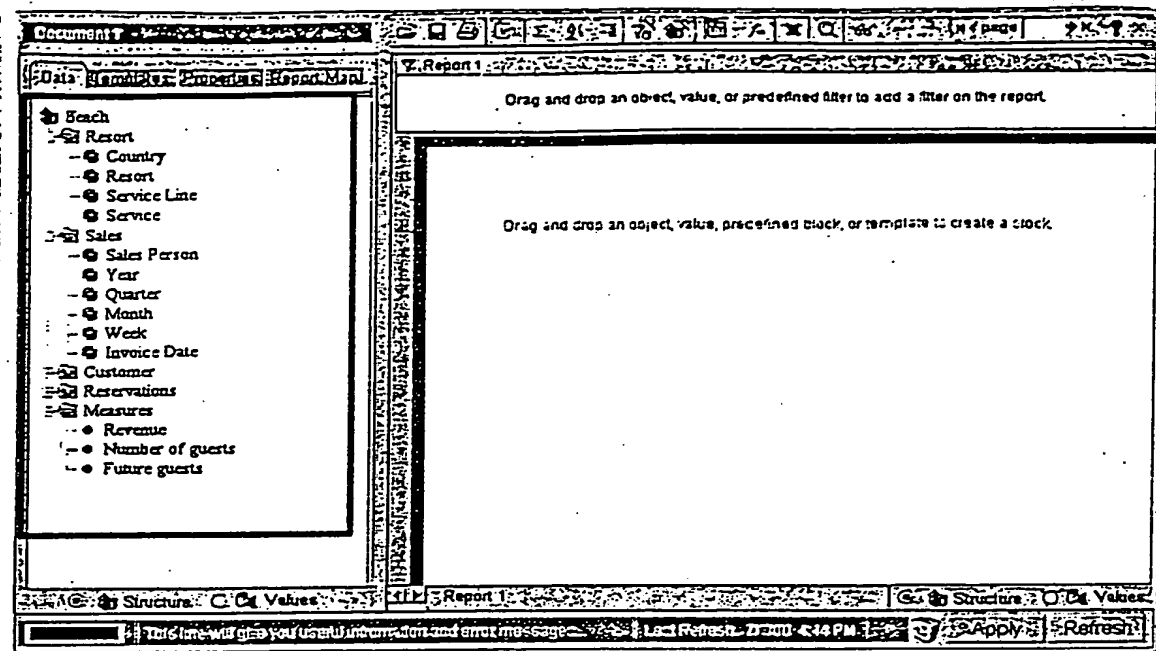 Document
Data Templates Properties Report Map
Report 1
Drag and drop an object, value, or predefined filter to add a filter on the report.
Beach
Resort
Country
Resort
Service Line
Service
Sales
Sales Person
Year
Quarter
Month
Week
Invoice Date
Customer
Reservations
Measures
Revenue
Number of guests
Future guests
Drag and drop an object, value, predefined block, or template to create a block.
Structure Values
Report 1
Structure Values
This line will give you useful information and error message
Last Refresh 4:44 PM
Apply Refresh